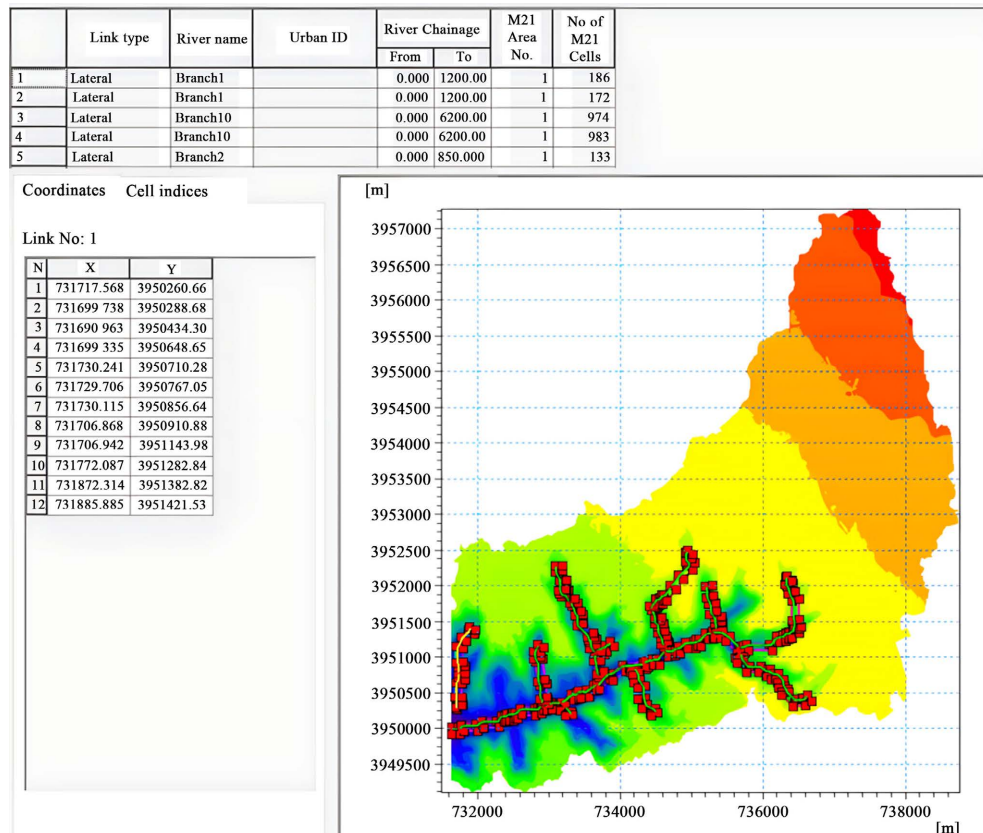 Link type River name Urban ID River Chainage From To M21 Area No. No of M21 Cells
1 Lateral Branch1 0.000 1200.00 1 186
2 Lateral Branch1 0.000 1200.00 1 172
3 Lateral Branch10 0.000 6200.00 1 974
4 Lateral Branch10 0.000 6200.00 1 983
5 Lateral Branch2 0.000 850.000 1 133
Coordinates Cell indices
Link No: 1
N X Y
1 731717.568 3950260.66
2 731699 738 3950288.68
3 731690 963 3950434.30
4 731699 335 3950648.65
5 731730.241 3950710.28
6 731729.706 3950767.05
7 731730.115 3950856.64
8 731706.868 3950910.88
9 731706.942 3951143.98
10 731772.087 3951282.84
11 731872.314 3951382.82
12 731885.885 3951421.53
[m]
3957000
3956500
3956000
3955500
3955000
3954500
3954000
3953500
3953000
3952500
3952000
3951500
3951000
3950500
3950000
3949500
732000 734000 736000 738000
[m]